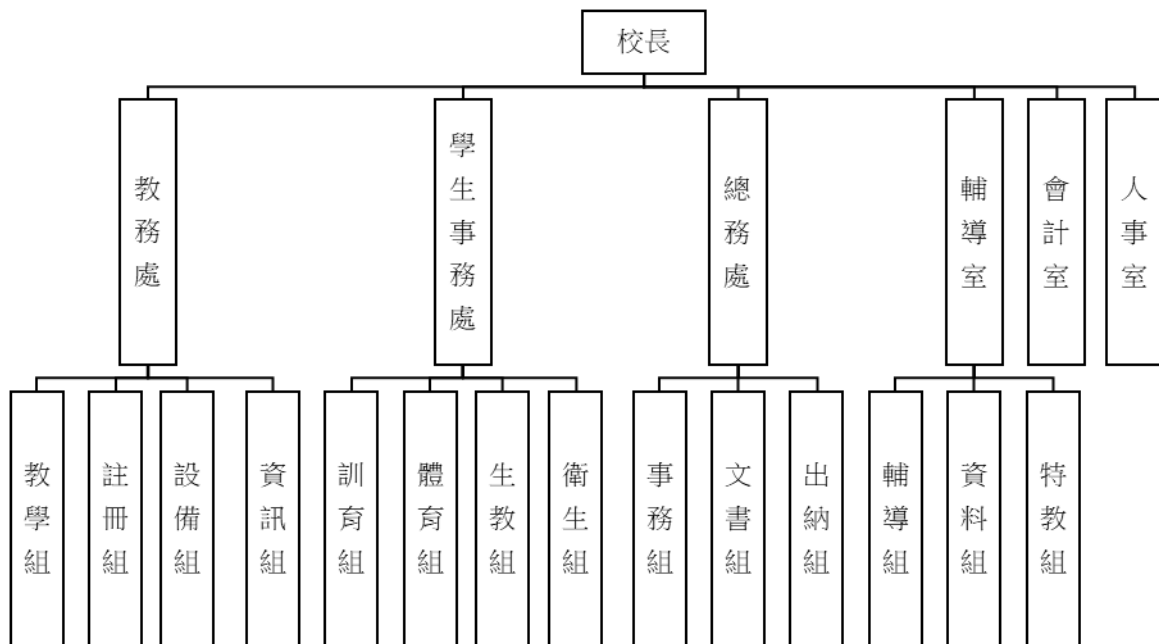 校長
教務處
學生事務處
總務處
輔導室
會計室
人事室
教學組
註冊組
設備組
資訊組
訓育組
體育組
生教組
衛生組
事務組
文書組
出納組
輔導組
資料組
特教組